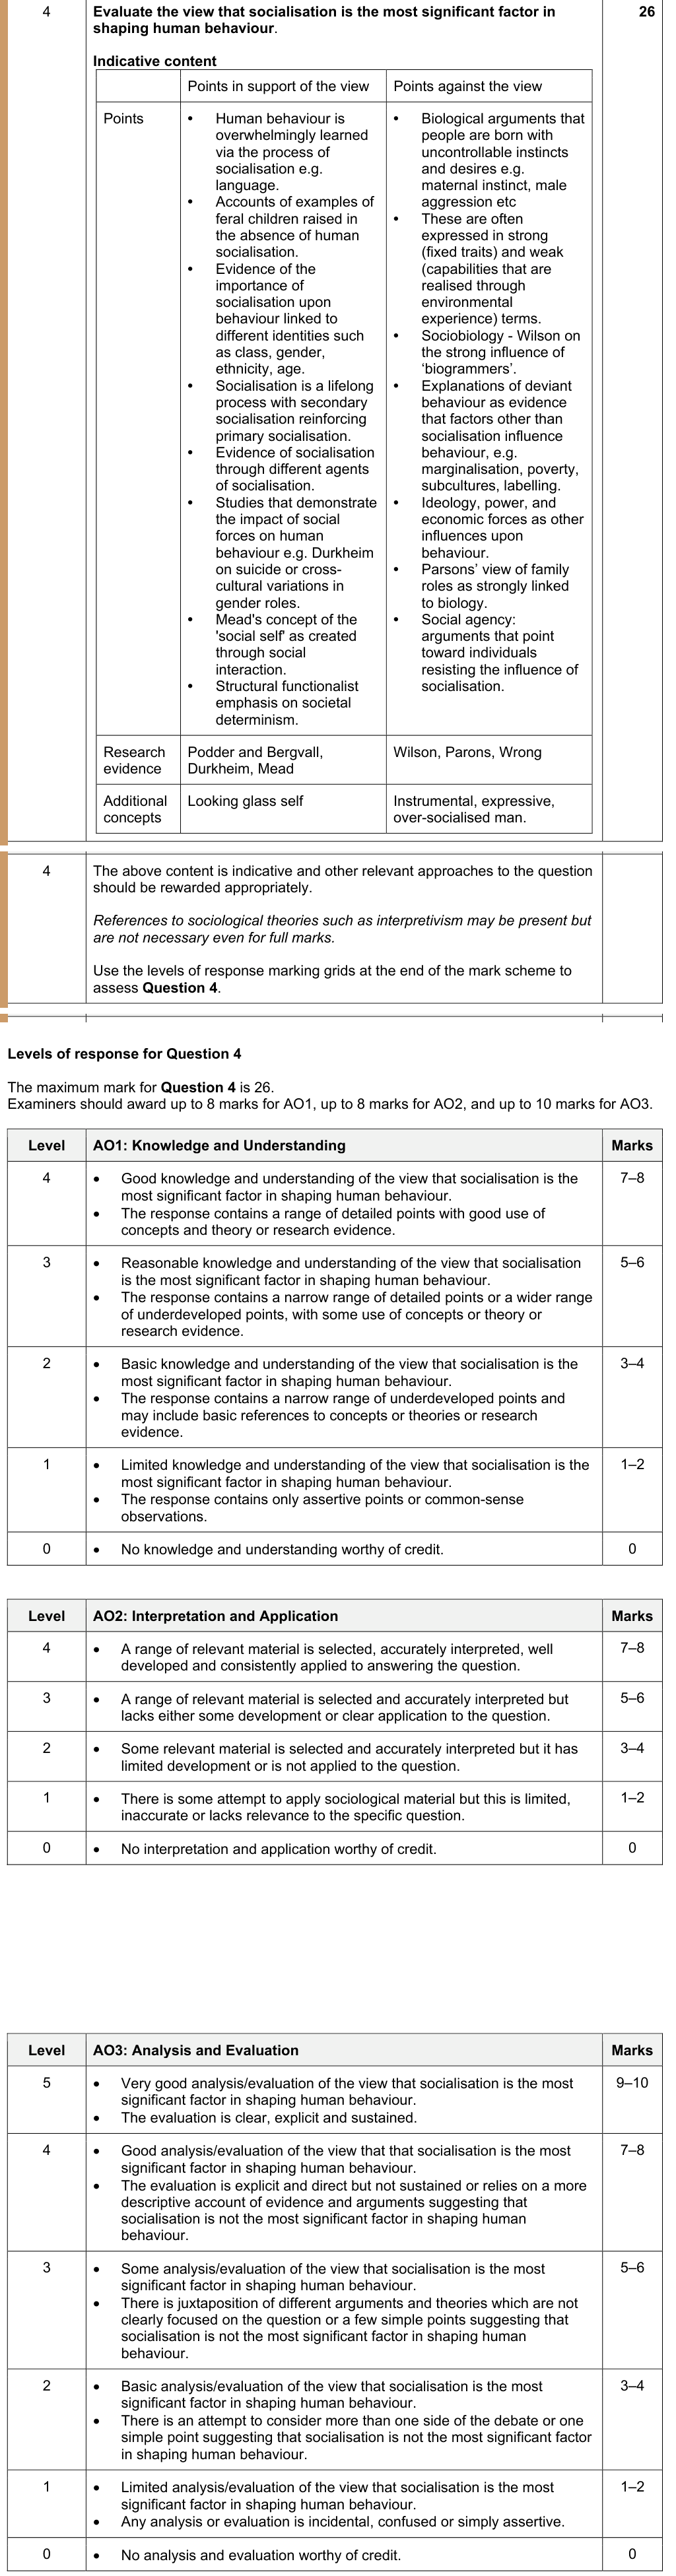 4
Evaluate the view that socialisation is the most significant factor in
shaping human behaviour.
26
Indicative content
Points in support of the view
Points against the view
Points
• Human behaviour is
overwhelmingly learned
via the process of
socialisation e.g.
language.
• Accounts of examples of
feral children raised in
the absence of human
socialisation.
• Evidence of the
importance of
socialisation upon
behaviour linked to
different identities such
as class, gender,
ethnicity, age.
• Socialisation is a lifelong
process with secondary
socialisation reinforcing
primary socialisation.
• Evidence of socialisation
through different agents
of socialisation.
• Studies that demonstrate
the impact of social
forces on human
behaviour e.g. Durkheim
on suicide or cross-
cultural variations in
gender roles.
• Mead's concept of the
'social self' as created
through social
interaction.
• Structural functionalist
emphasis on societal
determinism.
• Biological arguments that
people are born with
uncontrollable instincts
and desires e.g.
maternal instinct, male
aggression etc
• These are often
expressed in strong
(fixed traits) and weak
(capabilities that are
realised through
environmental
experience) terms.
• Sociobiology - Wilson on
the strong influence of
‘biogrammers’.
• Explanations of deviant
behaviour as evidence
that factors other than
socialisation influence
behaviour, e.g.
marginalisation, poverty,
subcultures, labelling.
• Ideology, power, and
economic forces as other
influences upon
behaviour.
• Parsons’ view of family
roles as strongly linked
to biology.
• Social agency:
arguments that point
toward individuals
resisting the influence of
socialisation.
Research
evidence
Podder and Bergvall,
Durkheim, Mead
Wilson, Parons, Wrong
Additional
concepts
Looking glass self
Instrumental, expressive,
over-socialised man.
4
The above content is indicative and other relevant approaches to the question
should be rewarded appropriately.
References to sociological theories such as interpretivism may be present but
are not necessary even for full marks.
Use the levels of response marking grids at the end of the mark scheme to
assess Question 4.
Levels of response for Question 4
The maximum mark for Question 4 is 26.
Examiners should award up to 8 marks for AO1, up to 8 marks for AO2, and up to 10 marks for AO3.
Level AO1: Knowledge and Understanding Marks
4 • Good knowledge and understanding of the view that socialisation is the 7–8
most significant factor in shaping human behaviour.
• The response contains a range of detailed points with good use of
concepts and theory or research evidence.
3 • Reasonable knowledge and understanding of the view that socialisation 5–6
is the most significant factor in shaping human behaviour.
• The response contains a narrow range of detailed points or a wider range
of underdeveloped points, with some use of concepts or theory or
research evidence.
2 • Basic knowledge and understanding of the view that socialisation is the 3–4
most significant factor in shaping human behaviour.
• The response contains a narrow range of underdeveloped points and
may include basic references to concepts or theories or research
evidence.
1 • Limited knowledge and understanding of the view that socialisation is the 1–2
most significant factor in shaping human behaviour.
• The response contains only assertive points or common-sense
observations.
0 • No knowledge and understanding worthy of credit. 0
Level AO2: Interpretation and Application Marks
4 • A range of relevant material is selected, accurately interpreted, well 7–8
developed and consistently applied to answering the question.
3 • A range of relevant material is selected and accurately interpreted but 5–6
lacks either some development or clear application to the question.
2 • Some relevant material is selected and accurately interpreted but it has 3–4
limited development or is not applied to the question.
1 • There is some attempt to apply sociological material but this is limited, 1–2
inaccurate or lacks relevance to the specific question.
0 • No interpretation and application worthy of credit. 0
Level AO3: Analysis and Evaluation Marks
5 • Very good analysis/evaluation of the view that socialisation is the most 9–10
significant factor in shaping human behaviour.
• The evaluation is clear, explicit and sustained.
4 • Good analysis/evaluation of the view that that socialisation is the most 7–8
significant factor in shaping human behaviour.
• The evaluation is explicit and direct but not sustained or relies on a more
descriptive account of evidence and arguments suggesting that
socialisation is not the most significant factor in shaping human
behaviour.
3 • Some analysis/evaluation of the view that socialisation is the most 5–6
significant factor in shaping human behaviour.
• There is juxtaposition of different arguments and theories which are not
clearly focused on the question or a few simple points suggesting that
socialisation is not the most significant factor in shaping human
behaviour.
2 • Basic analysis/evaluation of the view that socialisation is the most 3–4
significant factor in shaping human behaviour.
• There is an attempt to consider more than one side of the debate or one
simple point suggesting that socialisation is not the most significant factor
in shaping human behaviour.
1 • Limited analysis/evaluation of the view that socialisation is the most 1–2
significant factor in shaping human behaviour.
• Any analysis or evaluation is incidental, confused or simply assertive.
0 • No analysis and evaluation worthy of credit. 0